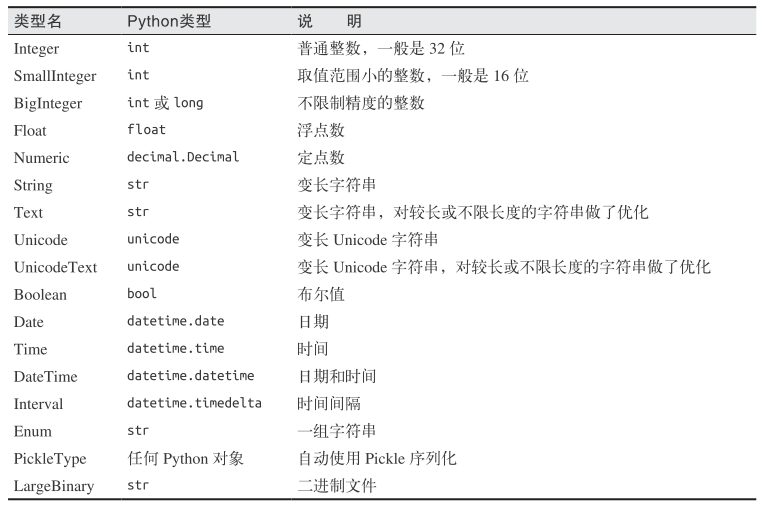 类型名 Python类型 说 明
Integer int 普通整数，一般是 32 位
SmallInteger int 取值范围小的整数，一般是 16 位
BigInteger int 或 long 不限制精度的整数
Float float 浮点数
Numeric decimal.Decimal 定点数
String str 变长字符串
Text str 变长字符串，对较长或不限长度的字符串做了优化
Unicode unicode 变长 Unicode 字符串
UnicodeText unicode 变长 Unicode 字符串，对较长或不限长度的字符串做了优化
Boolean bool 布尔值
Date datetime.date 日期
Time datetime.time 时间
DateTime datetime.datetime 日期和时间
Interval datetime.timedelta 时间间隔
Enum str 一组字符串
PickleType 任何 Python 对象 自动使用 Pickle 序列化
LargeBinary str 二进制文件